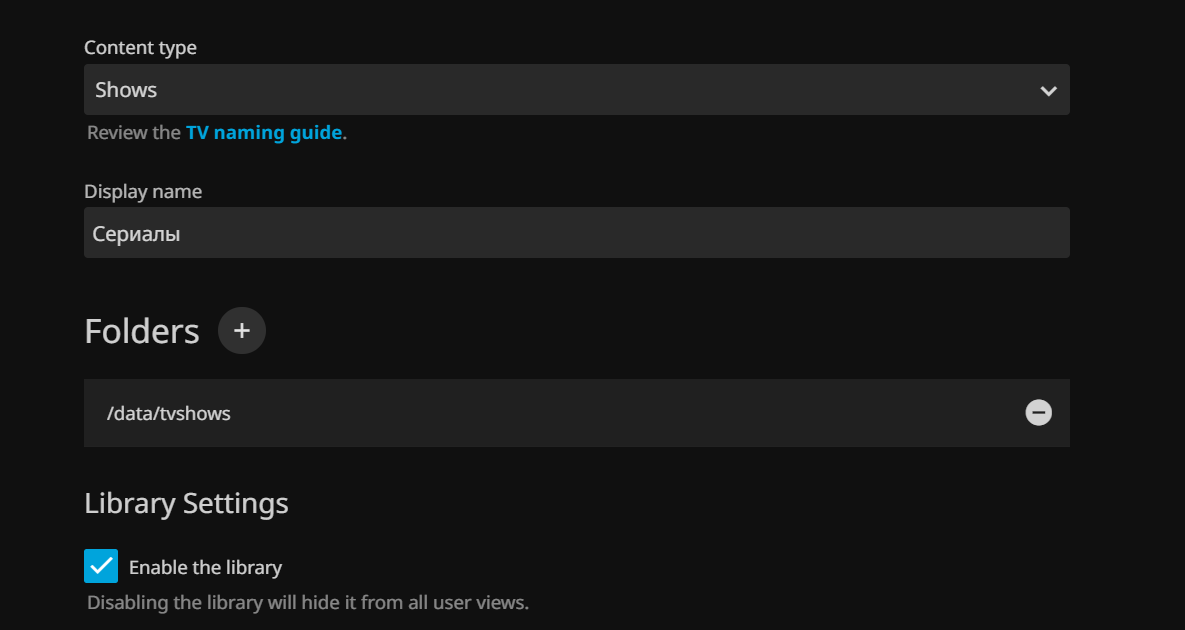 Content type
Shows
Review the TV naming guide.
Display name
Сериалы
Folders +
/data/tvshows
Library Settings
Enable the library
Disabling the library will hide it from all user views.